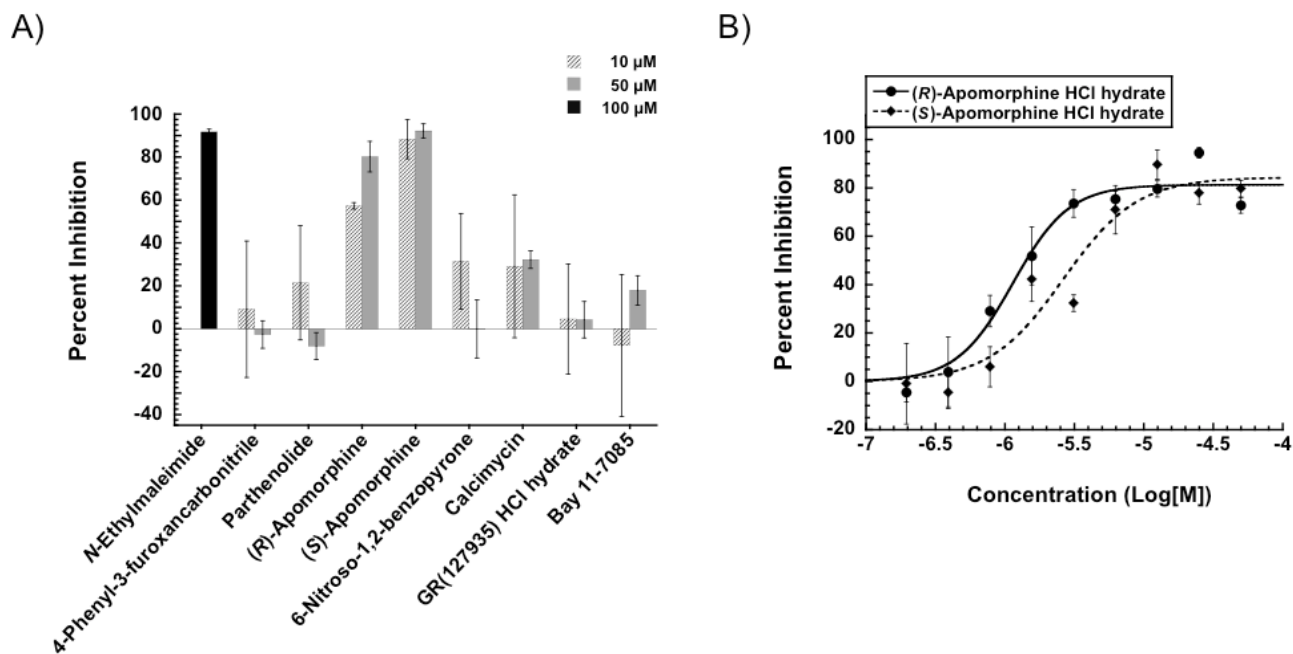 A)
10 µM
50 µM
100 µM
Percent Inhibition
100
80
60
40
20
0
-20
-40
N-Ethylmaleimide
4-Phenyl-3-furoxancarbonitrile
Parthenolide
(R)-Apomorphine
(S)-Apomorphine
6-Nitroso-1,2-benzopyrone
Calcimycin
GR(127935) HCl hydrate
Bay 11-7085
B)
(R)-Apomorphine HCl hydrate
(S)-Apomorphine HCl hydrate
Percent Inhibition
100
80
60
40
20
0
-20
-7
-6.5
-6
-5.5
-5
-4.5
-4
Concentration (Log[M])